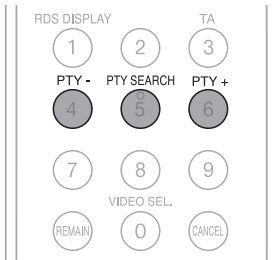 RDS DISPLAY TA
1 2 3
PTY - PTY SEARCH PTY +
4 5 6
7 8 9
VIDEO SEL.
REMAIN 0 CANCEL